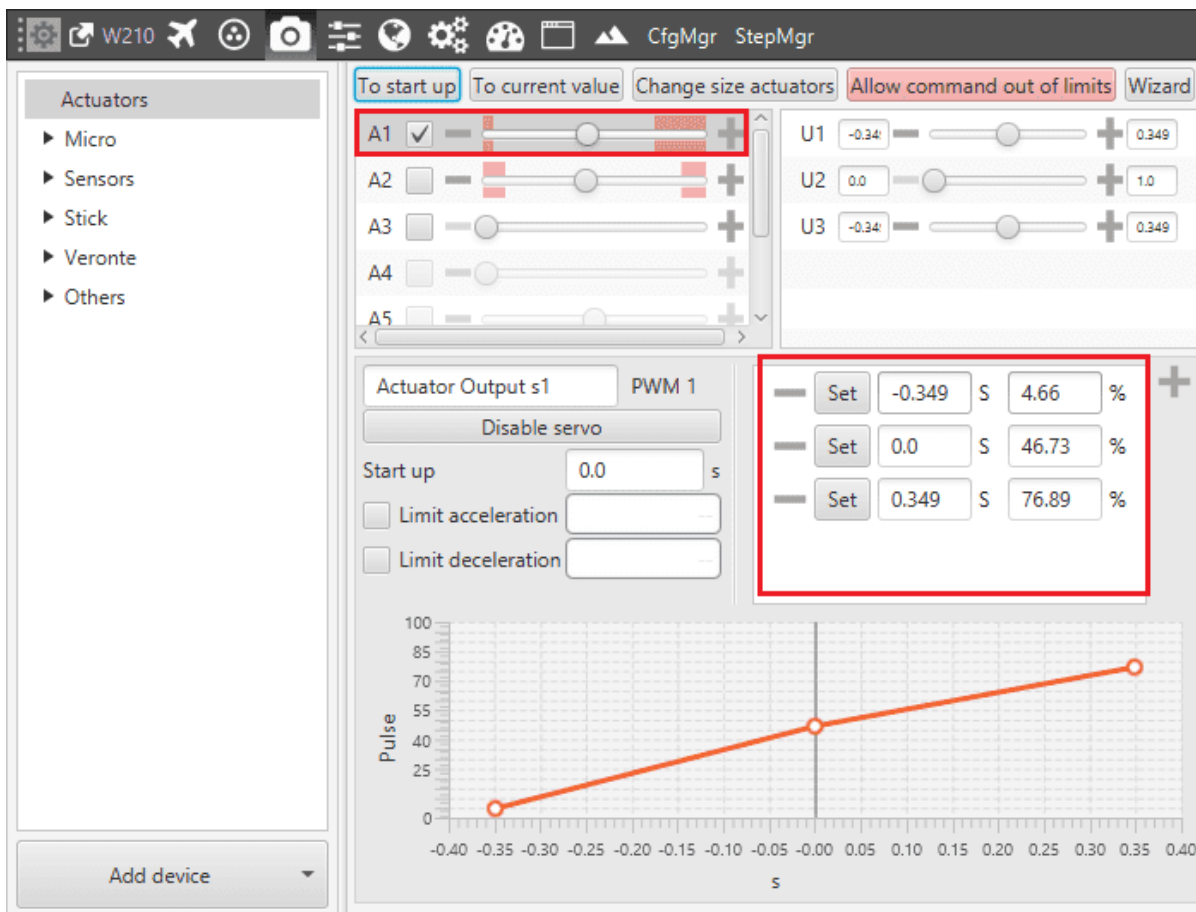 W210 CfgMgr StepMgr
Actuators
Micro
Sensors
Stick
Veronte
Others
Add device
To start up To current value Change size actuators Allow command out of limits Wizard
A1
A2
A3
A4
A5
U1 -0.34 0.349
U2 0.0 1.0
U3 -0.34 0.349
Actuator Output s1 PWM 1
Disable servo
Start up 0.0 s
Limit acceleration --
Limit deceleration --
Set -0.349 S 4.66 %
Set 0.0 S 46.73 %
Set 0.349 S 76.89 %
100
85
70
55
40
25
0
Pulse
-0.40 -0.35 -0.30 -0.25 -0.20 -0.15 -0.10 -0.05 -0.00 0.05 0.10 0.15 0.20 0.25 0.30 0.35 0.40
s